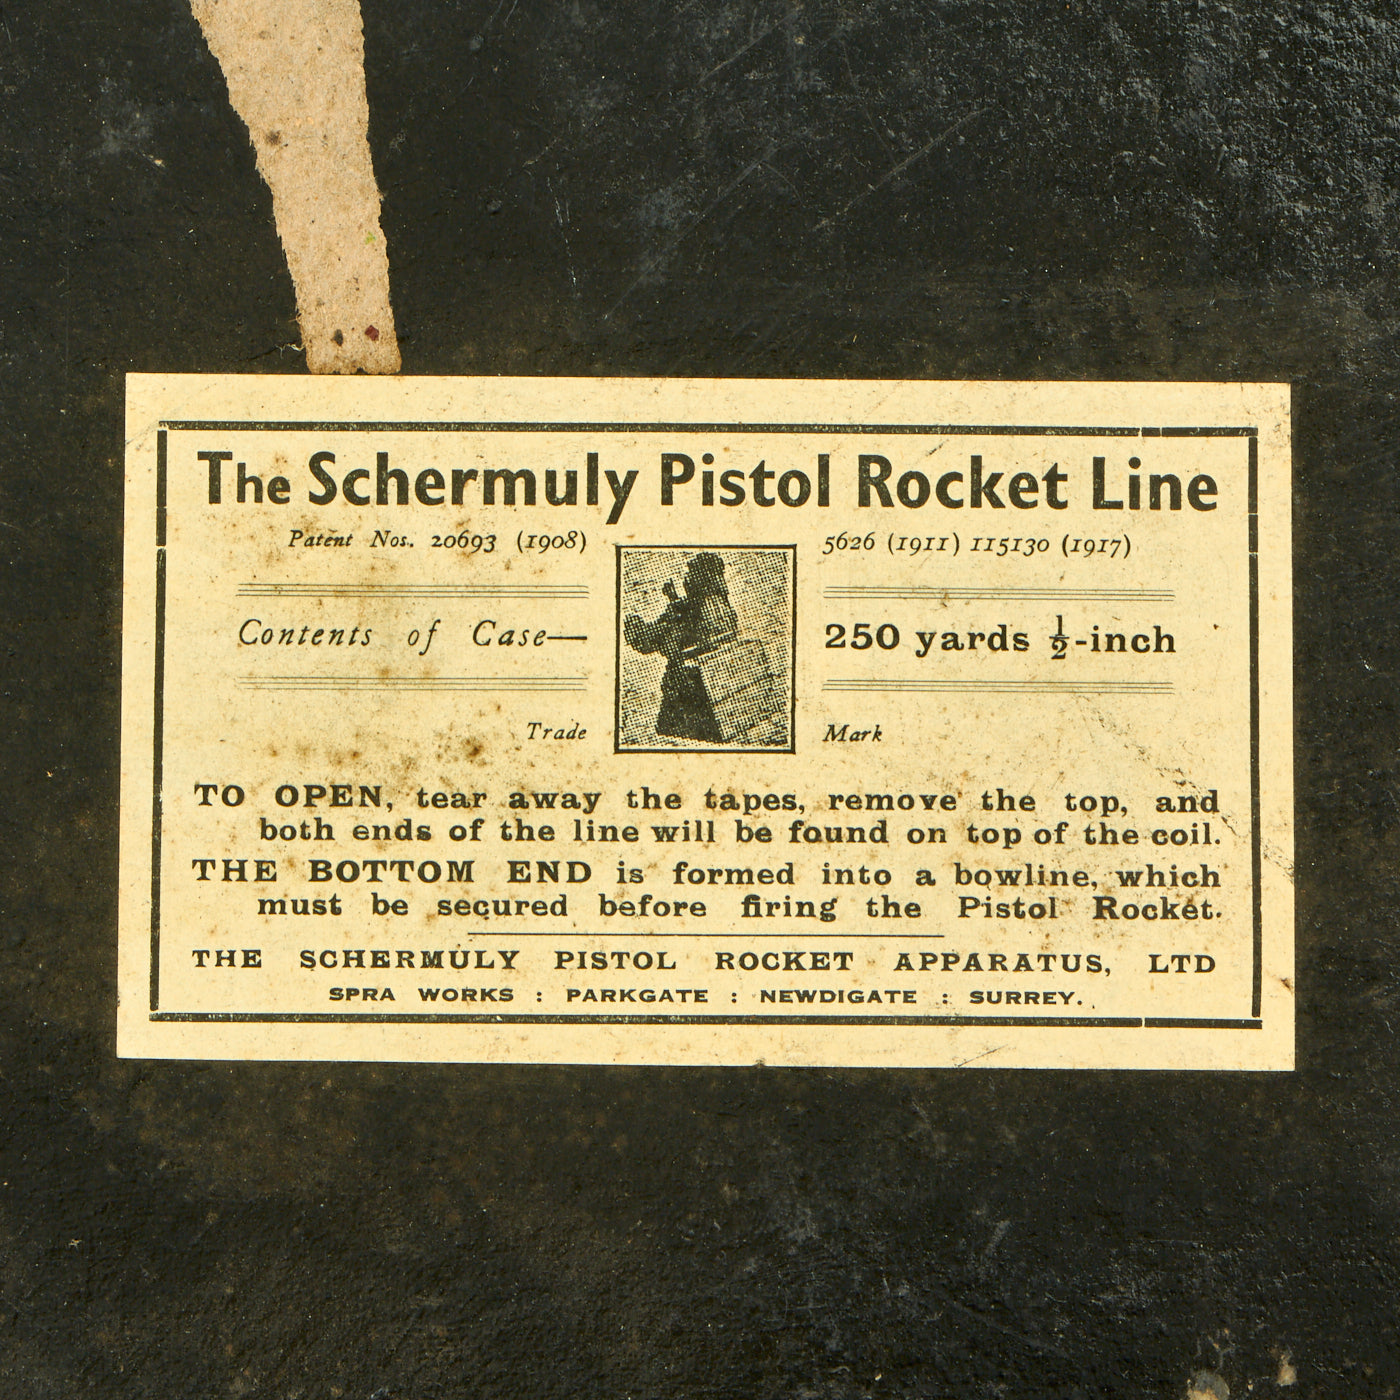 The Schermuly Pistol Rocket Line
Patent Nos. 20693 (1908) 5626 (1911) 115130 (1917)
Contents of Case— 250 yards ½-inch
Trade Mark
TO OPEN, tear away the tapes, remove the top, and
both ends of the line will be found on top of the coil.
THE BOTTOM END is formed into a bowline, which
must be secured before firing the Pistol Rocket.
THE SCHERMULY PISTOL ROCKET APPARATUS, LTD
SPRA WORKS : PARKGATE : NEWDIGATE : SURREY.